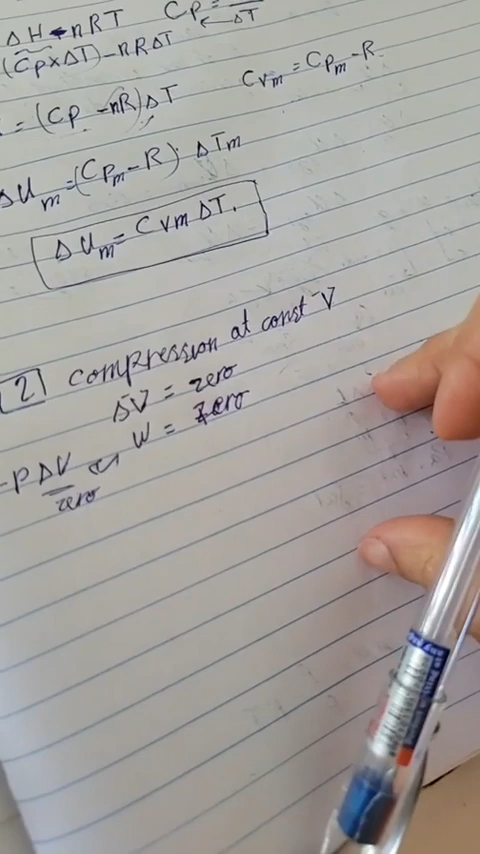 ΔH - nRT Cp = ΔT
(Cp×ΔT) - nRΔT
Cvm = Cpm - R
= (Cp - nR)ΔT
ΔUm = (Cpm - R) · ΔTm
ΔUm = Cvm ΔT.
[2] compression at const V
ΔV = zero
W = zero
-PΔV
zero